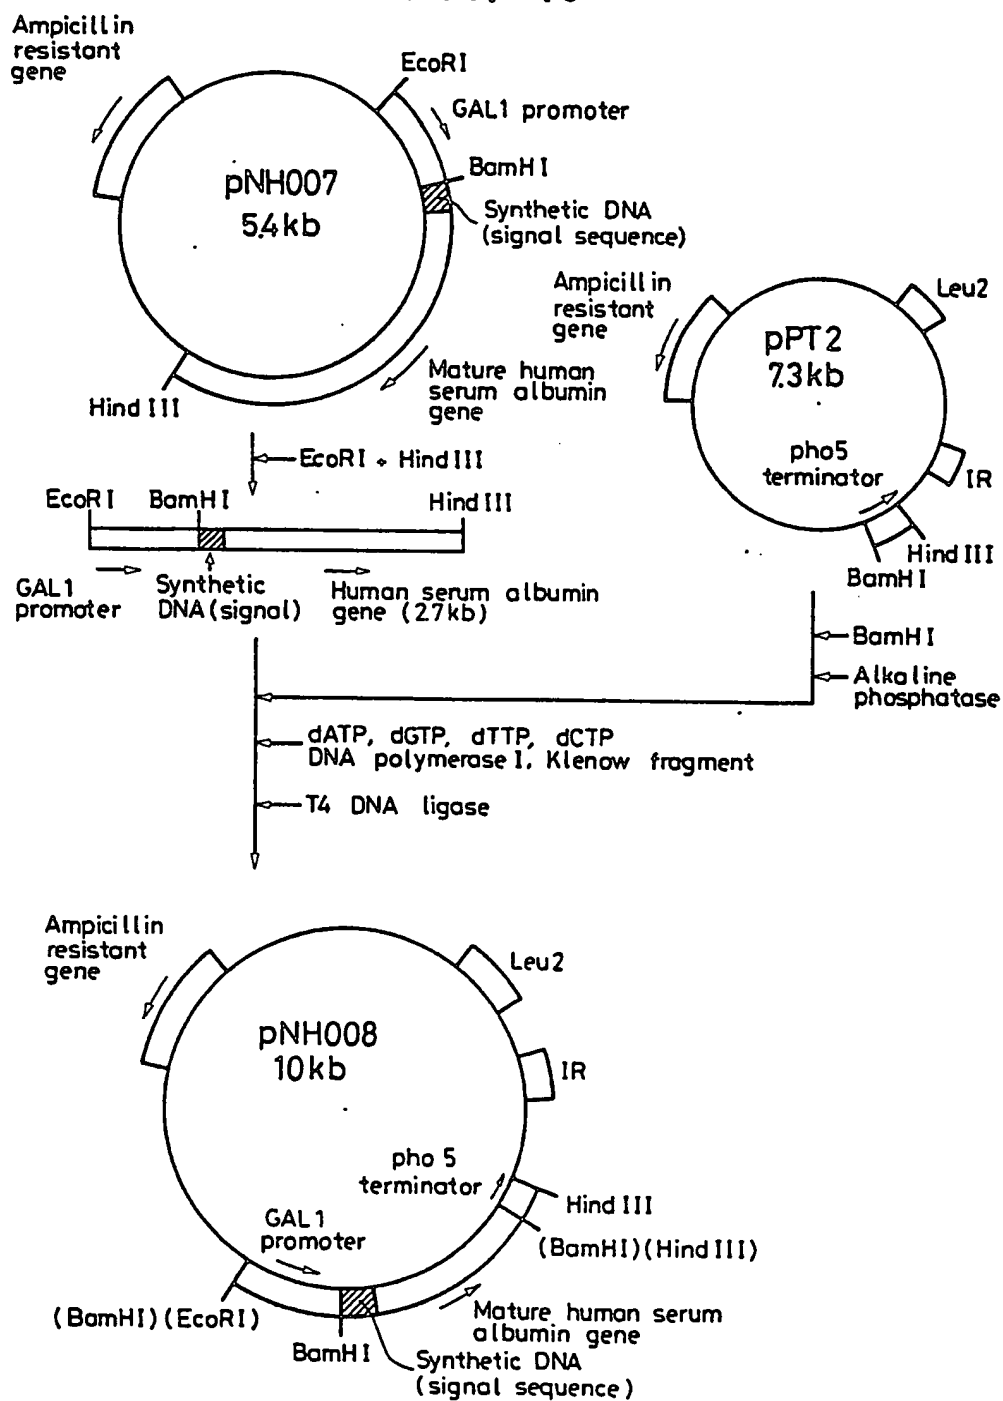 Ampicillin
resistant
gene
EcoRI
GAL1 promoter
BamHI
pNH007
5.4kb
Synthetic DNA
(signal sequence)
Mature human
serum albumin
gene
Hind III
Ampicillin
resistant
gene
Leu2
pPT2
7.3kb
pho5
terminator
IR
Hind III
BamHI
EcoRI + Hind III
EcoRI
BamHI
Hind III
GAL1
promoter
Synthetic
DNA(signal)
Human serum albumin
gene (2.7kb)
BamHI
Alkaline
phosphatase
dATP, dGTP, dTTP, dCTP
DNA polymerase I, Klenow fragment
T4 DNA ligase
Ampicillin
resistant
gene
Leu2
pNH008
10kb
IR
pho 5
terminator
Hind III
(BamHI)(Hind III)
GAL1
promoter
(BamHI)(EcoRI)
BamHI
Mature human serum
albumin gene
Synthetic DNA
(signal sequence)